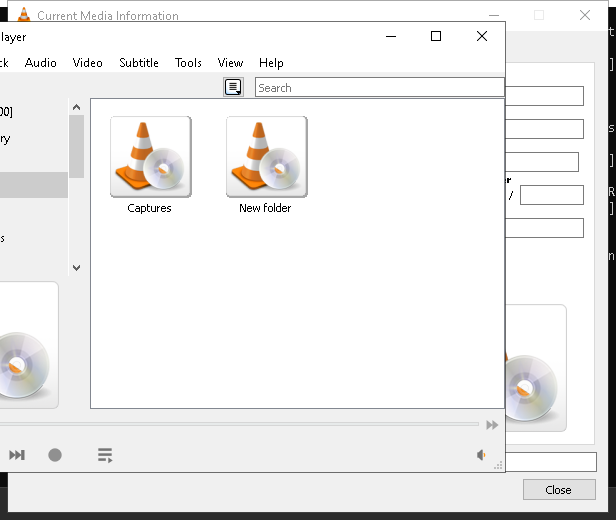 Current Media Information
layer
ck Audio Video Subtitle Tools View Help
Search
00]
ry
s
Captures
New folder
r
/
Close
t
]
s
]
R
]
n